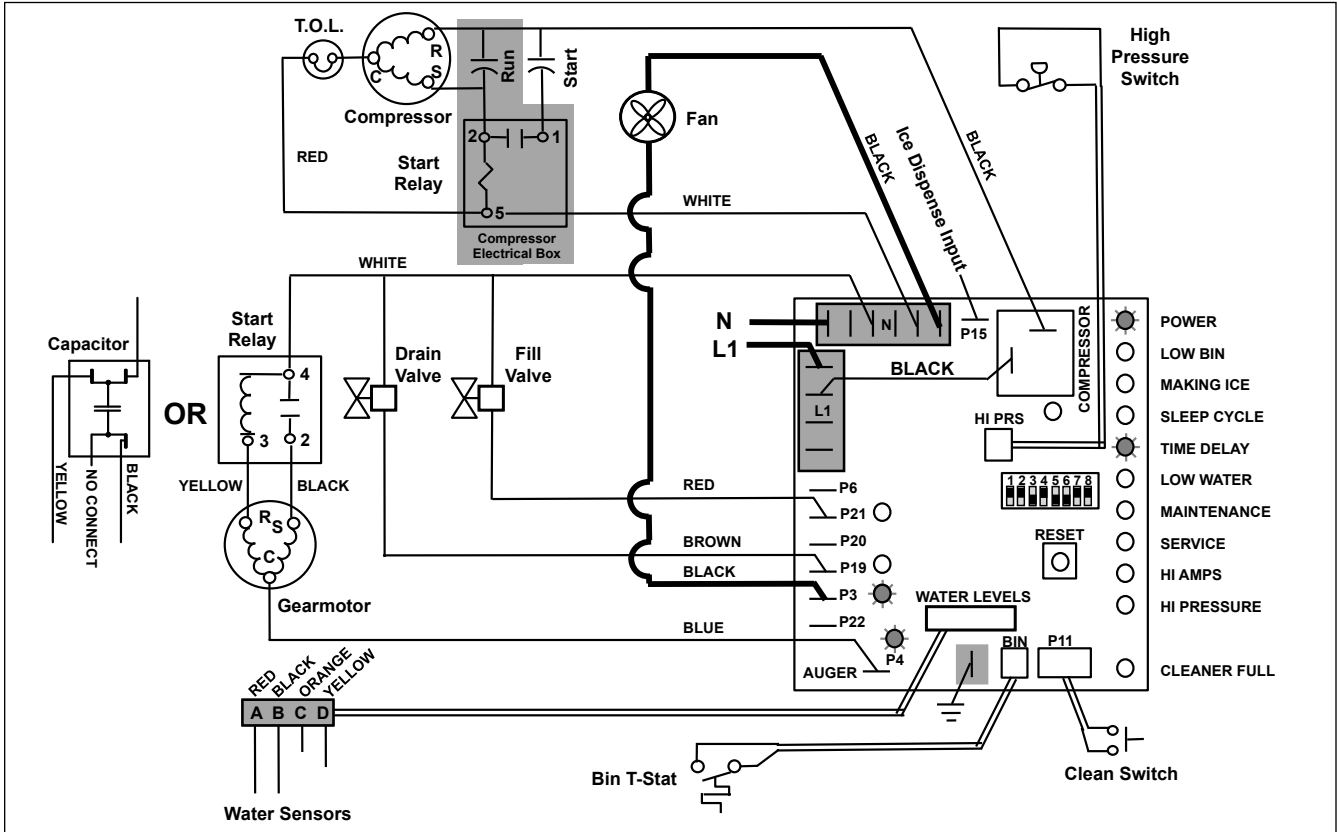 T.O.L.
R
S
C
Compressor
Run
Start
RED
2
1
Start
Relay
5
Compressor
Electrical Box
Fan
BLACK
Ice Dispense Input
BLACK
High
Pressure
Switch
WHITE
WHITE
Capacitor
YELLOW
NO CONNECT
BLACK
OR
Start
Relay
4
3
2
YELLOW
BLACK
R
S
C
Gearmotor
Drain
Valve
Fill
Valve
N
L1
N
P15
BLACK
L1
COMPRESSOR
HI PRS
1 2 3 4 5 6 7 8
RESET
RED
BROWN
BLACK
BLUE
P6
P21
P20
P19
P3
P22
P4
AUGER
WATER LEVELS
BIN
P11
POWER
LOW BIN
MAKING ICE
SLEEP CYCLE
TIME DELAY
LOW WATER
MAINTENANCE
SERVICE
HI AMPS
HI PRESSURE
CLEANER FULL
RED
BLACK
ORANGE
YELLOW
A B C D
Water Sensors
Bin T-Stat
Clean Switch